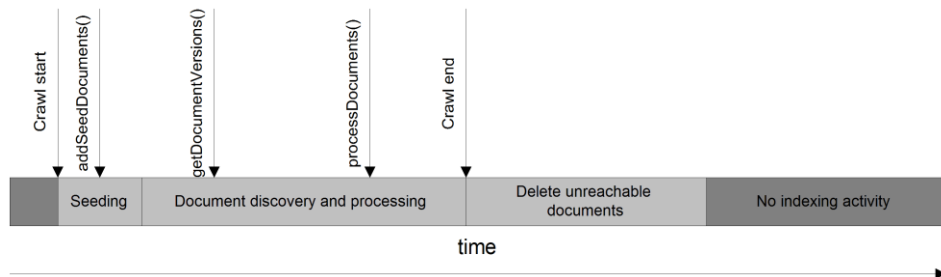 Crawl start
addSeedDocuments()
getDocumentVersions()
processDocuments()
Crawl end
Seeding
Document discovery and processing
Delete unreachable
documents
No indexing activity
time